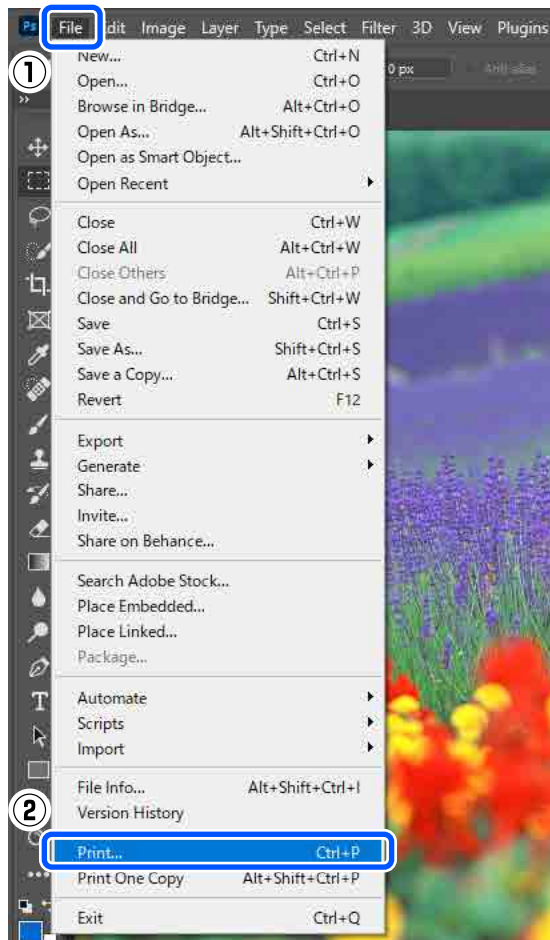 Ps File Edit Image Layer Type Select Filter 3D View Plugins
①
0 px Anti-alias
New... Ctrl+N
Open... Ctrl+O
Browse in Bridge... Alt+Ctrl+O
Open As... Alt+Shift+Ctrl+O
Open as Smart Object...
Open Recent
Close Ctrl+W
Close All Alt+Ctrl+W
Close Others Alt+Ctrl+P
Close and Go to Bridge... Shift+Ctrl+W
Save Ctrl+S
Save As... Shift+Ctrl+S
Save a Copy... Alt+Ctrl+S
Revert F12
Export
Generate
Share...
Invite...
Share on Behance...
Search Adobe Stock...
Place Embedded...
Place Linked...
Package...
Automate
Scripts
Import
File Info... Alt+Shift+Ctrl+I
Version History
②
Print... Ctrl+P
Print One Copy Alt+Shift+Ctrl+P
Exit Ctrl+Q